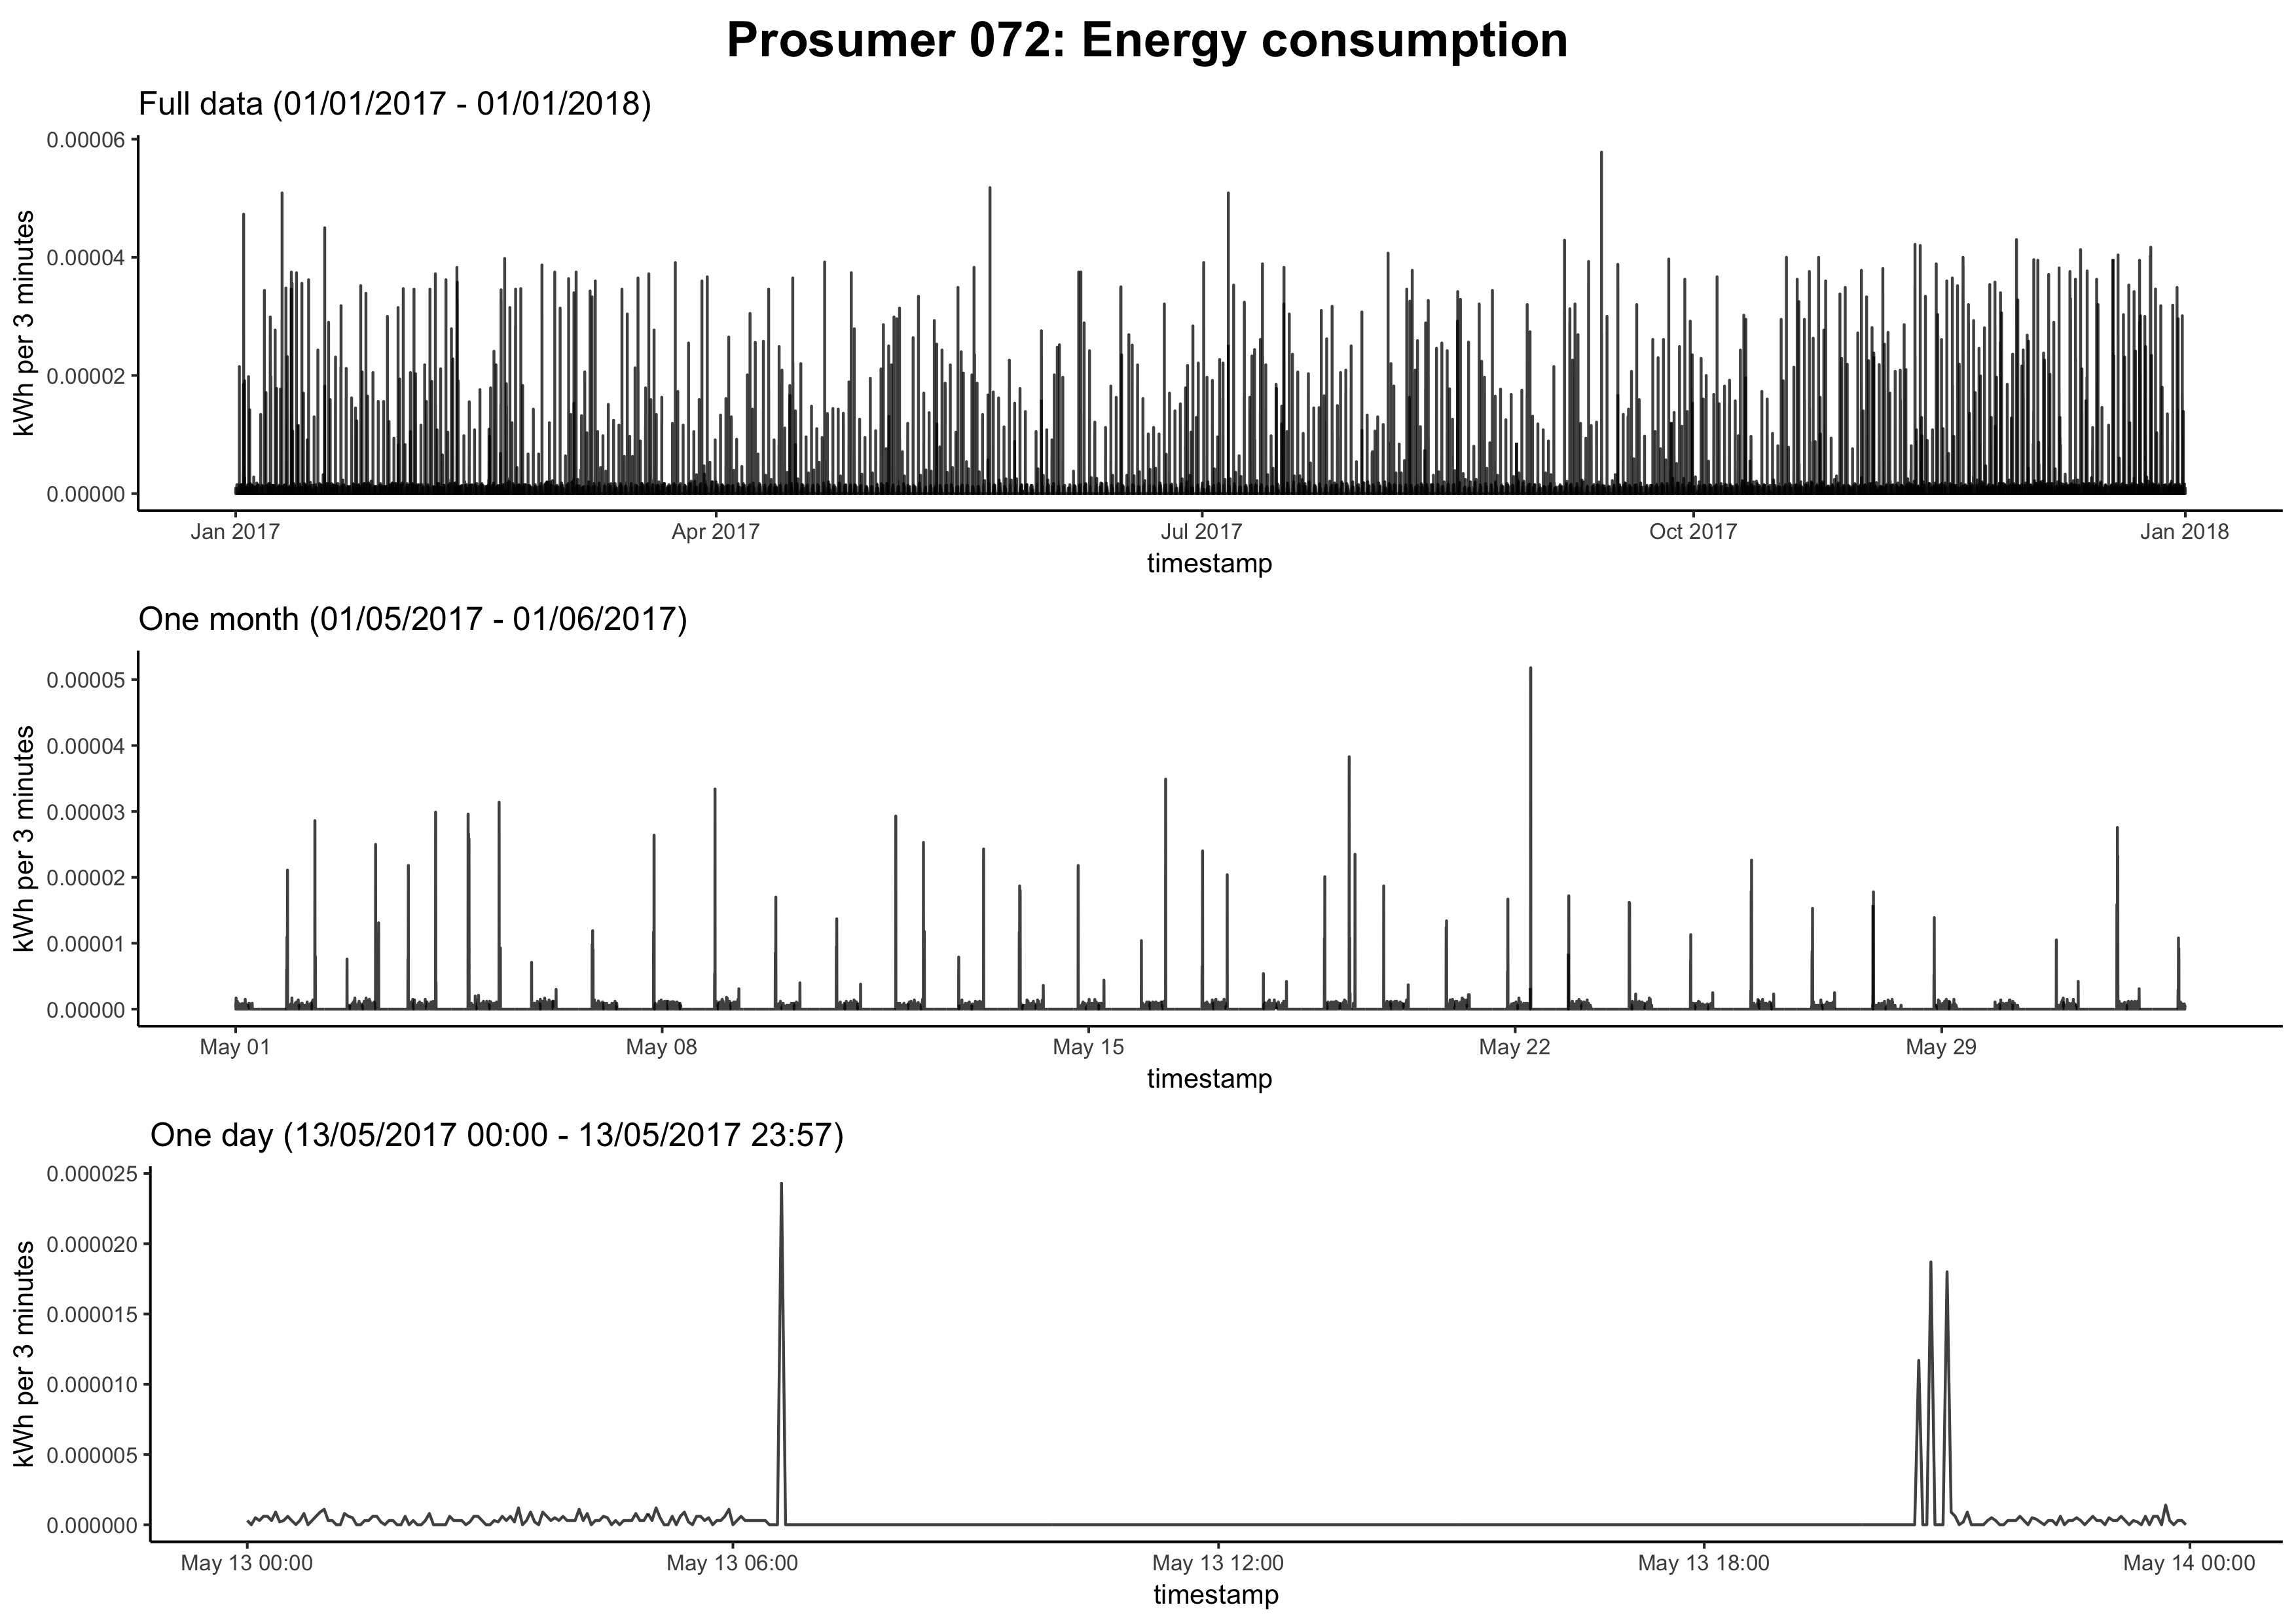 Prosumer 072: Energy consumption
Full data (01/01/2017 - 01/01/2018)
kWh per 3 minutes
0.00006
0.00004
0.00002
0.00000
Jan 2017 Apr 2017 Jul 2017 Oct 2017 Jan 2018
timestamp
One month (01/05/2017 - 01/06/2017)
kWh per 3 minutes
0.00005
0.00004
0.00003
0.00002
0.00001
0.00000
May 01 May 08 May 15 May 22 May 29
timestamp
One day (13/05/2017 00:00 - 13/05/2017 23:57)
kWh per 3 minutes
0.000025
0.000020
0.000015
0.000010
0.000005
0.000000
May 13 00:00 May 13 06:00 May 13 12:00 May 13 18:00 May 14 00:00
timestamp